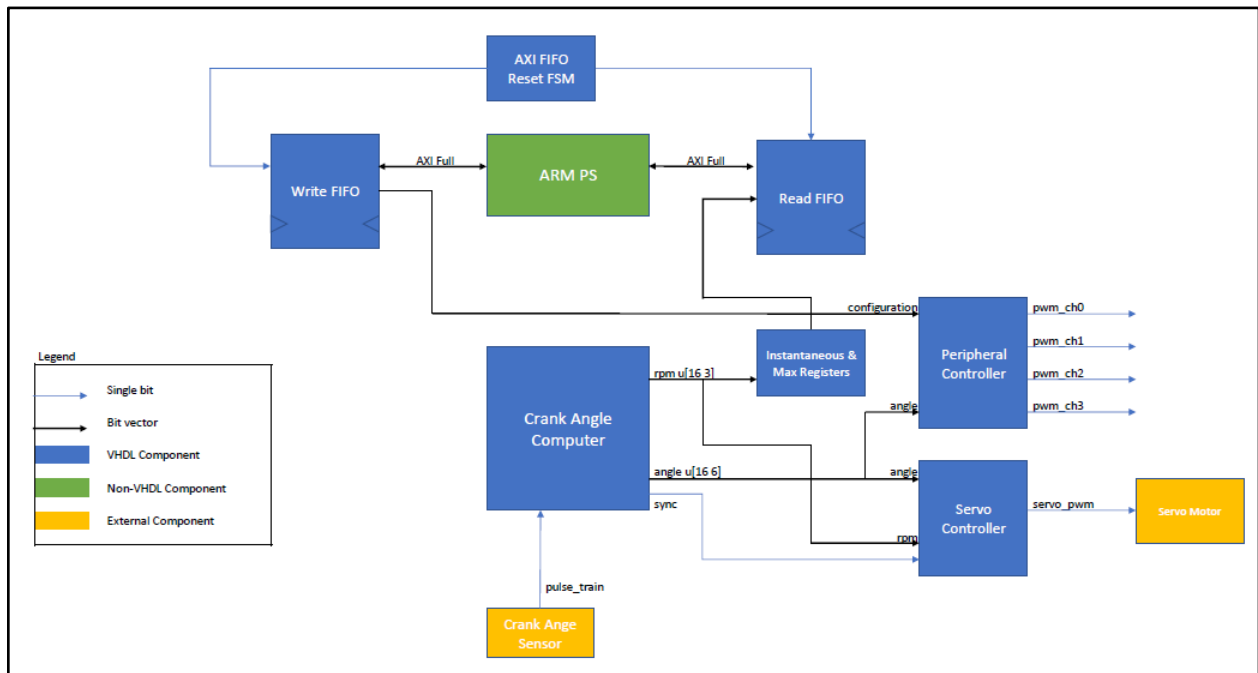 AXI FIFO
Reset FSM
Write FIFO
AXI Full
ARM PS
AXI Full
Read FIFO
configuration
Peripheral
Controller
pwm_ch0
pwm_ch1
pwm_ch2
pwm_ch3
angle
Instantaneous &
Max Registers
Legend
Single bit
Bit vector
VHDL Component
Non-VHDL Component
External Component
Crank Angle
Computer
rpm u[16 3]
angle u[16 6]
sync
angle
rpm
Servo
Controller
servo_pwm
Servo Motor
pulse_train
Crank Ange
Sensor